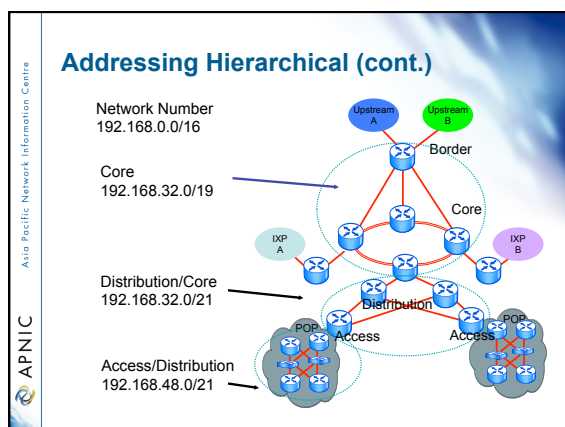 Addressing Hierarchical (cont.)
Asia Pacific Network Information Centre
APNIC
Network Number
192.168.0.0/16
Core
192.168.32.0/19
Distribution/Core
192.168.32.0/21
Access/Distribution
192.168.48.0/21
Upstream
A
Upstream
B
Border
Core
IXP
A
IXP
B
Distribution
POP
Access
Access
POP